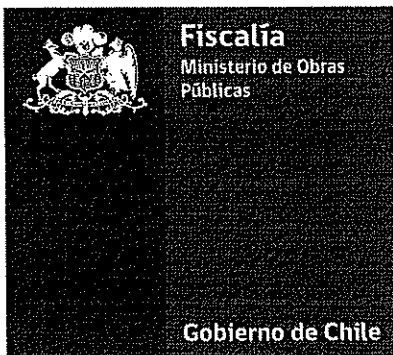 Fiscalía
Ministerio de Obras
Públicas
Gobierno de Chile